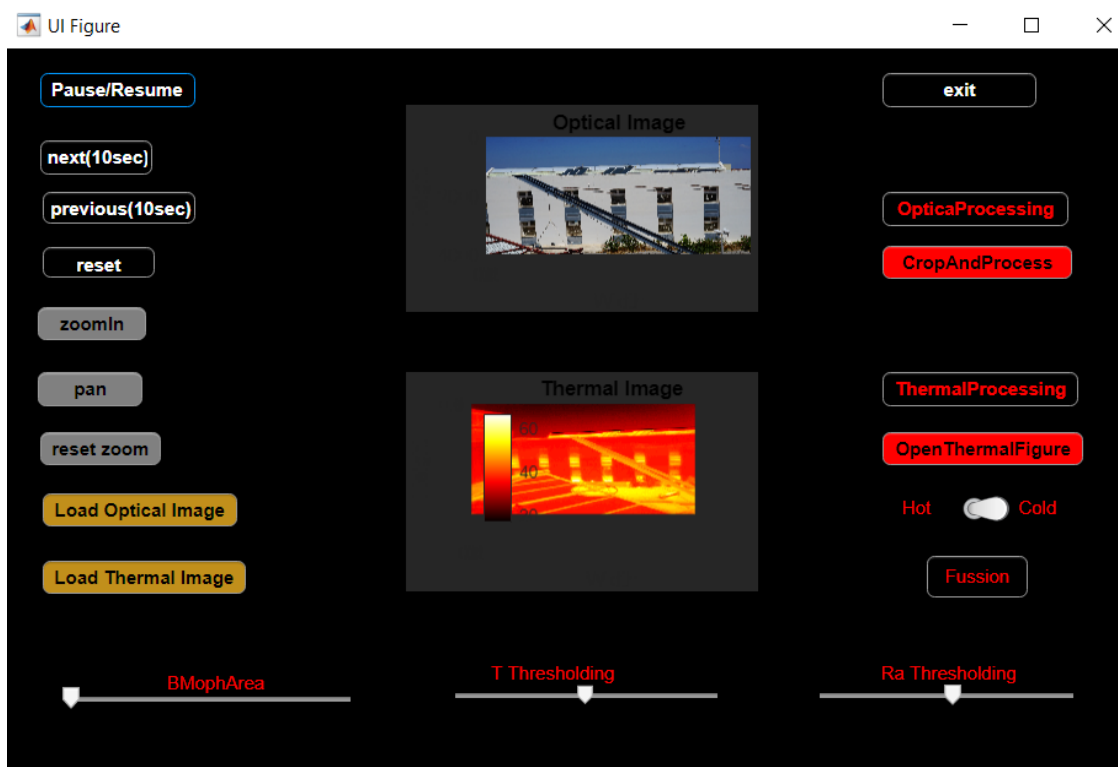 UI Figure
Pause/Resume
next(10sec)
previous(10sec)
reset
zoomIn
pan
reset zoom
Load Optical Image
Load Thermal Image
Optical Image
Thermal Image
60
40
20
exit
OpticaProcessing
CropAndProcess
ThermalProcessing
OpenThermalFigure
Hot
Cold
Fussion
BMophArea
T Thresholding
Ra Thresholding